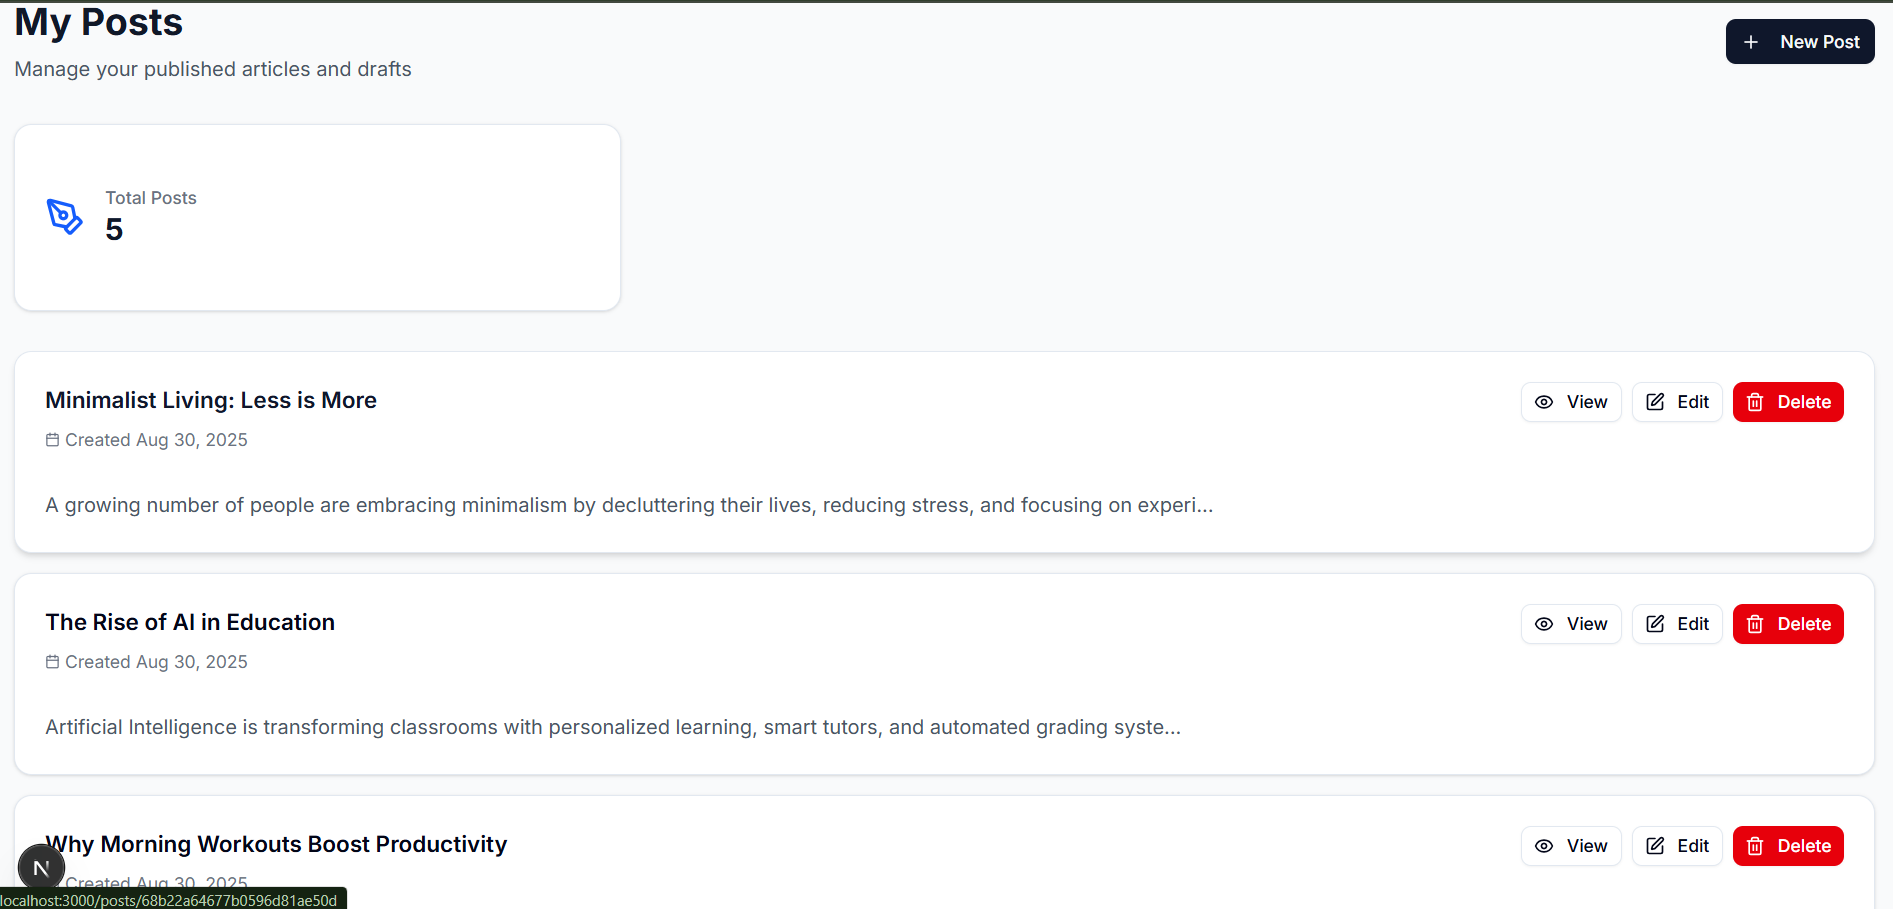 My Posts
New Post
Manage your published articles and drafts
Total Posts
5
Minimalist Living: Less is More
View
Edit
Delete
Created Aug 30, 2025
A growing number of people are embracing minimalism by decluttering their lives, reducing stress, and focusing on experi...
The Rise of AI in Education
View
Edit
Delete
Created Aug 30, 2025
Artificial Intelligence is transforming classrooms with personalized learning, smart tutors, and automated grading syste...
Why Morning Workouts Boost Productivity
View
Edit
Delete
N
Created Aug 30, 2025
localhost:3000/posts/68b22a64677b0596d81ae50d